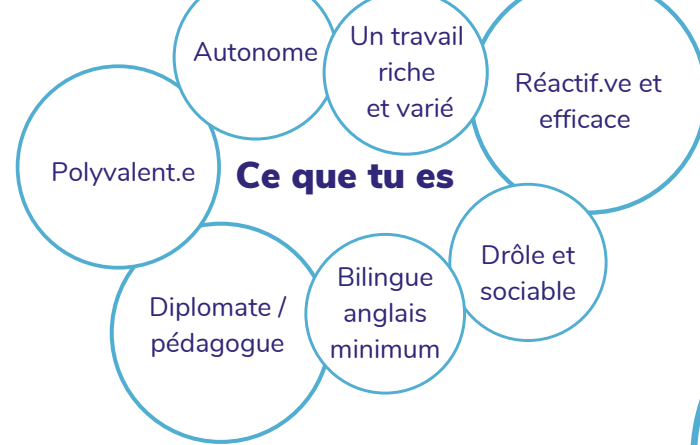 Autonome
Un travail
riche
et varié
Réactif.ve et
efficace
Polyvalent.e
Ce que tu es
Drôle et
sociable
Bilingue
anglais
minimum
Diplomate /
pédagogue